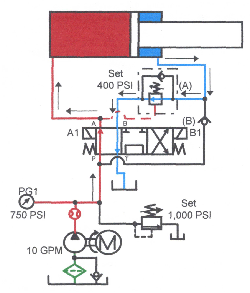 Set
400 PSI
(A)
(B)
A B
A1
B1
P T
PG1
750 PSI
Set
1,000 PSI
10 GPM
M